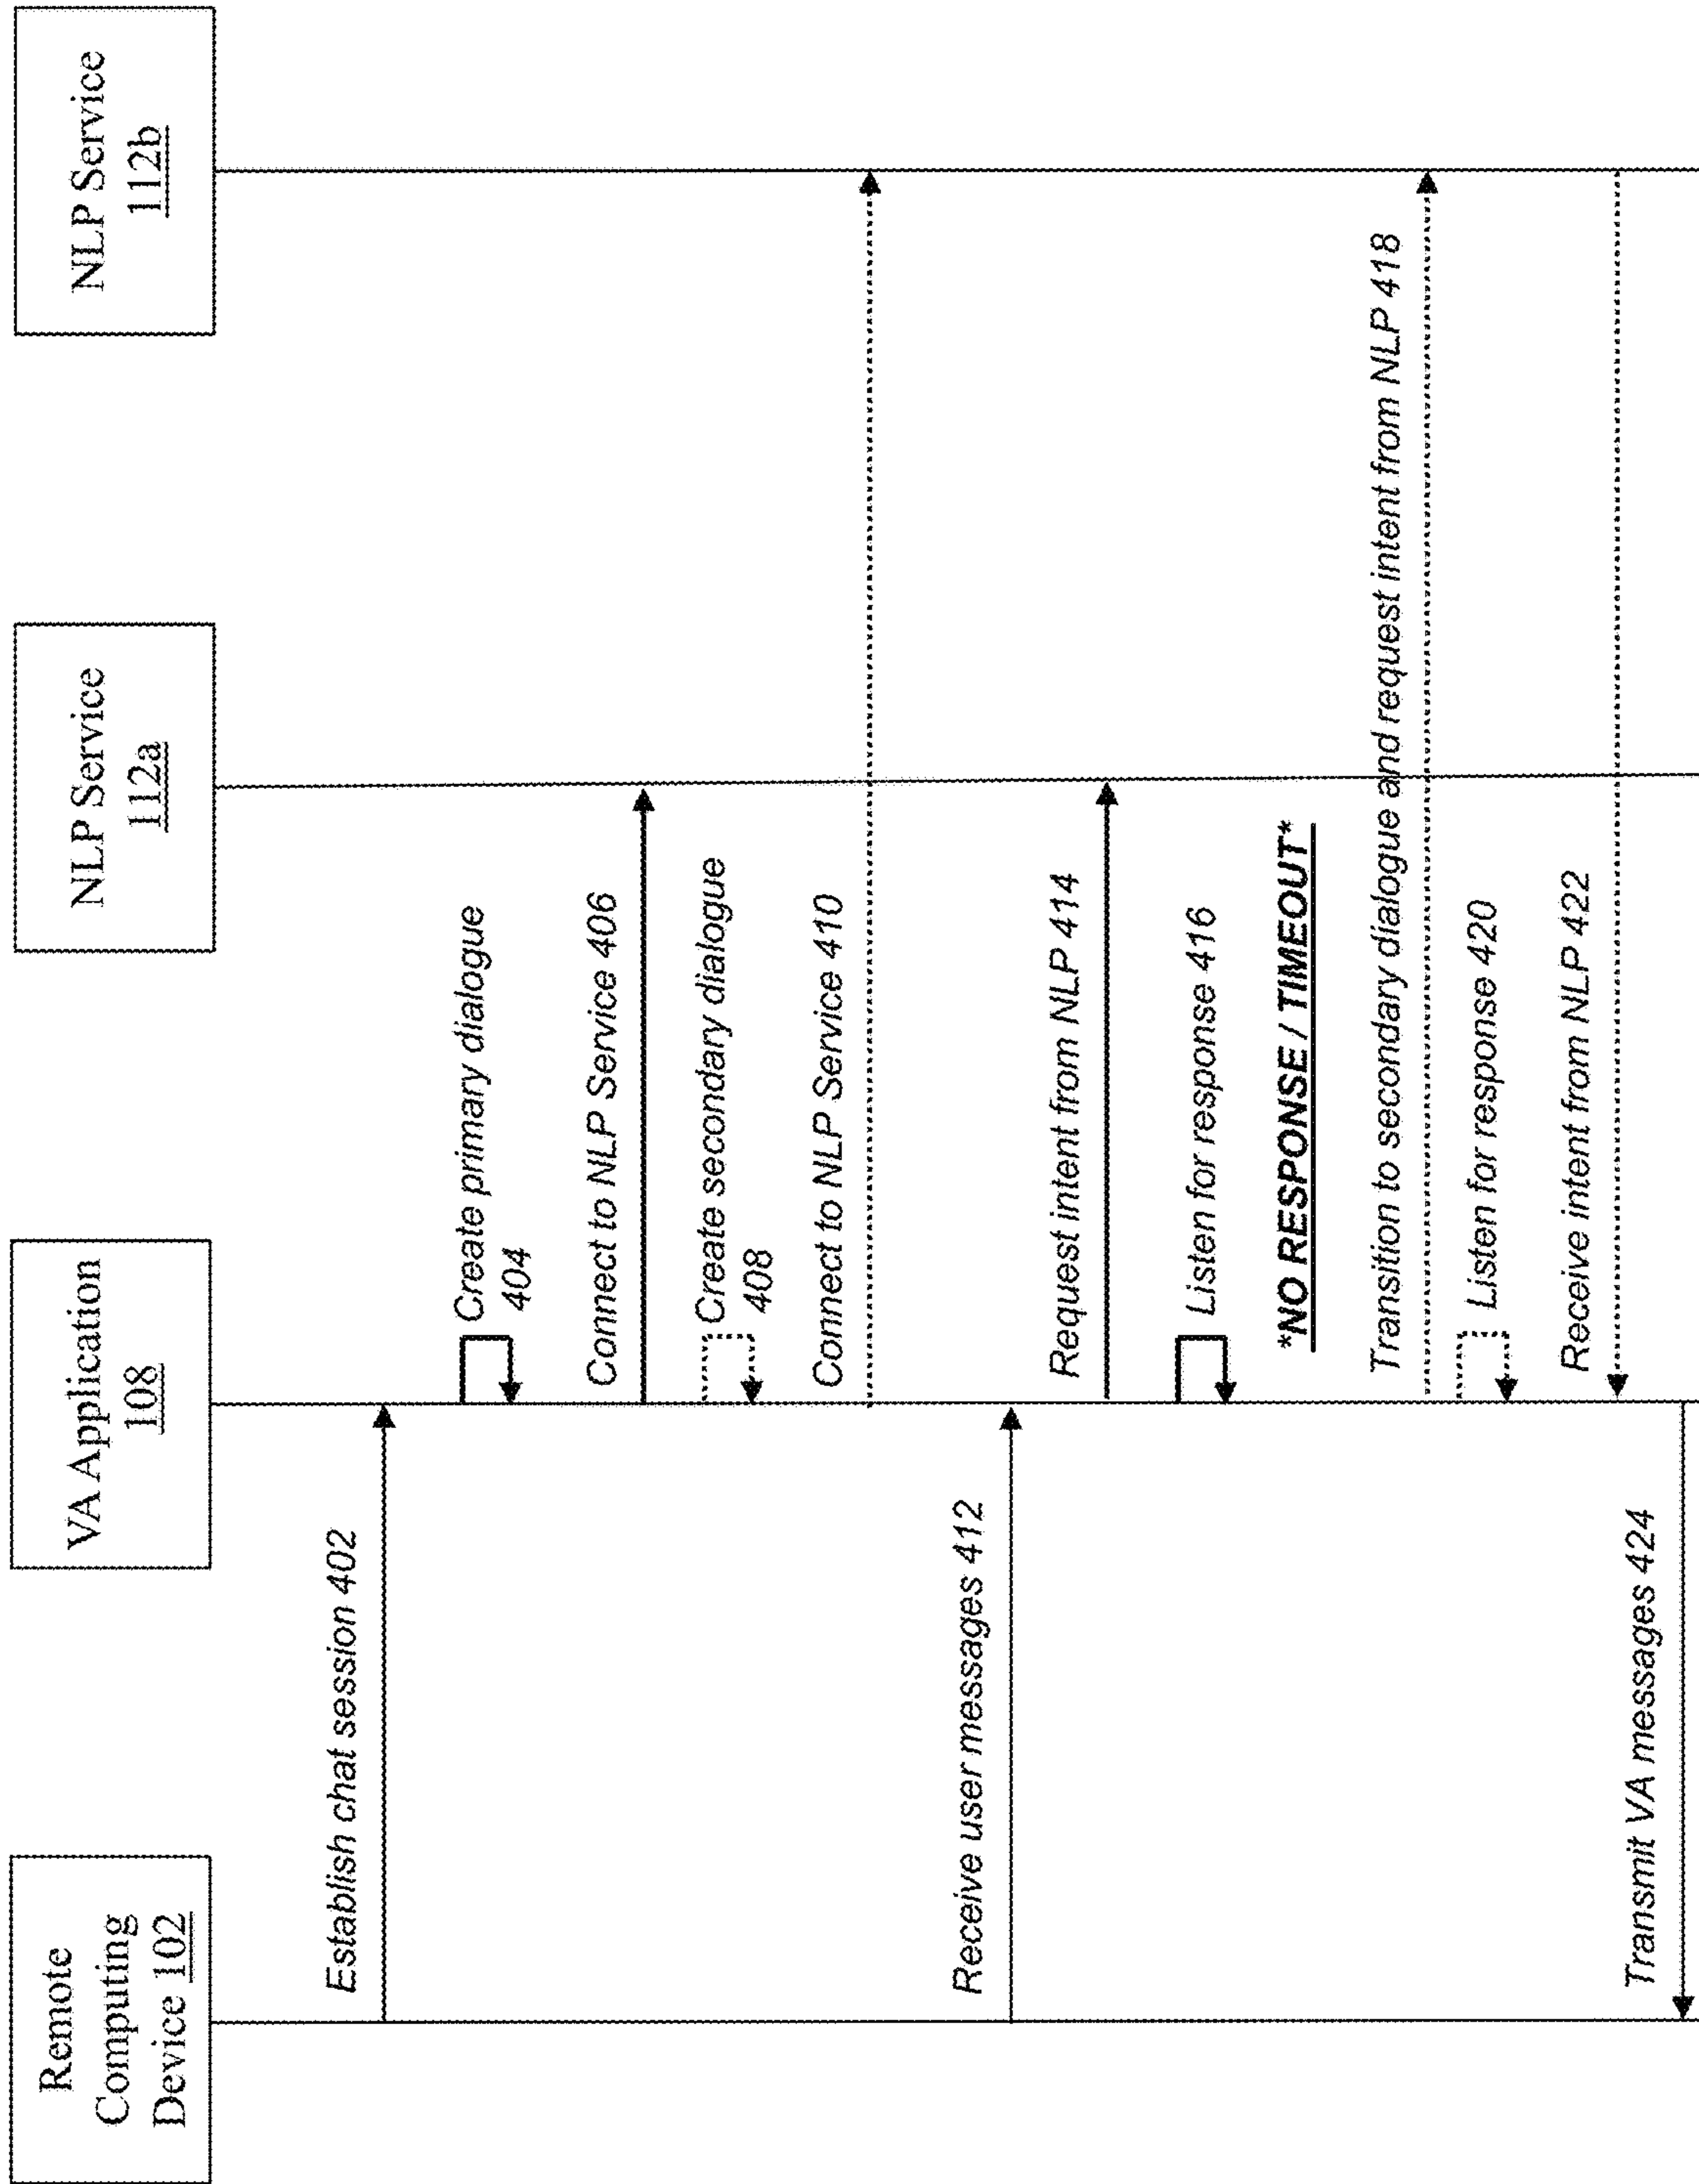 Remote
Computing
Device 102
VA Application
108
NLP Service
112a
NLP Service
112b
Establish chat session 402
Create primary dialogue
404
Connect to NLP Service 406
Create secondary dialogue
408
Connect to NLP Service 410
Receive user messages 412
Request intent from NLP 414
Listen for response 416
*NO RESPONSE / TIMEOUT*
Transition to secondary dialogue and request intent from NLP 418
Listen for response 420
Receive intent from NLP 422
Transmit VA messages 424